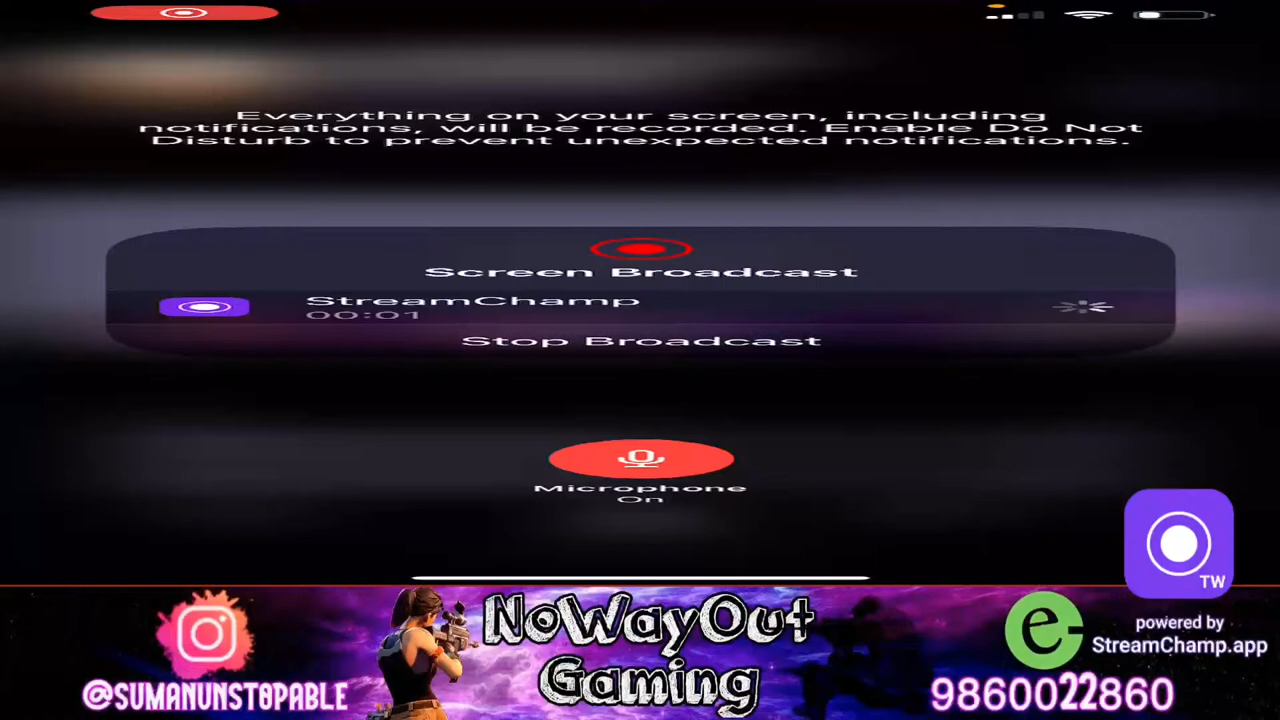 Everything on your screen, including
notifications, will be recorded. Enable Do Not
Disturb to prevent unexpected notifications.
Screen Broadcast
StreamChamp
00:01
Stop Broadcast
Microphone
On
TW
NoWayOut
Gaming
powered by
StreamChamp.app
@SUMANUNSTOPABLE
e
9860022860